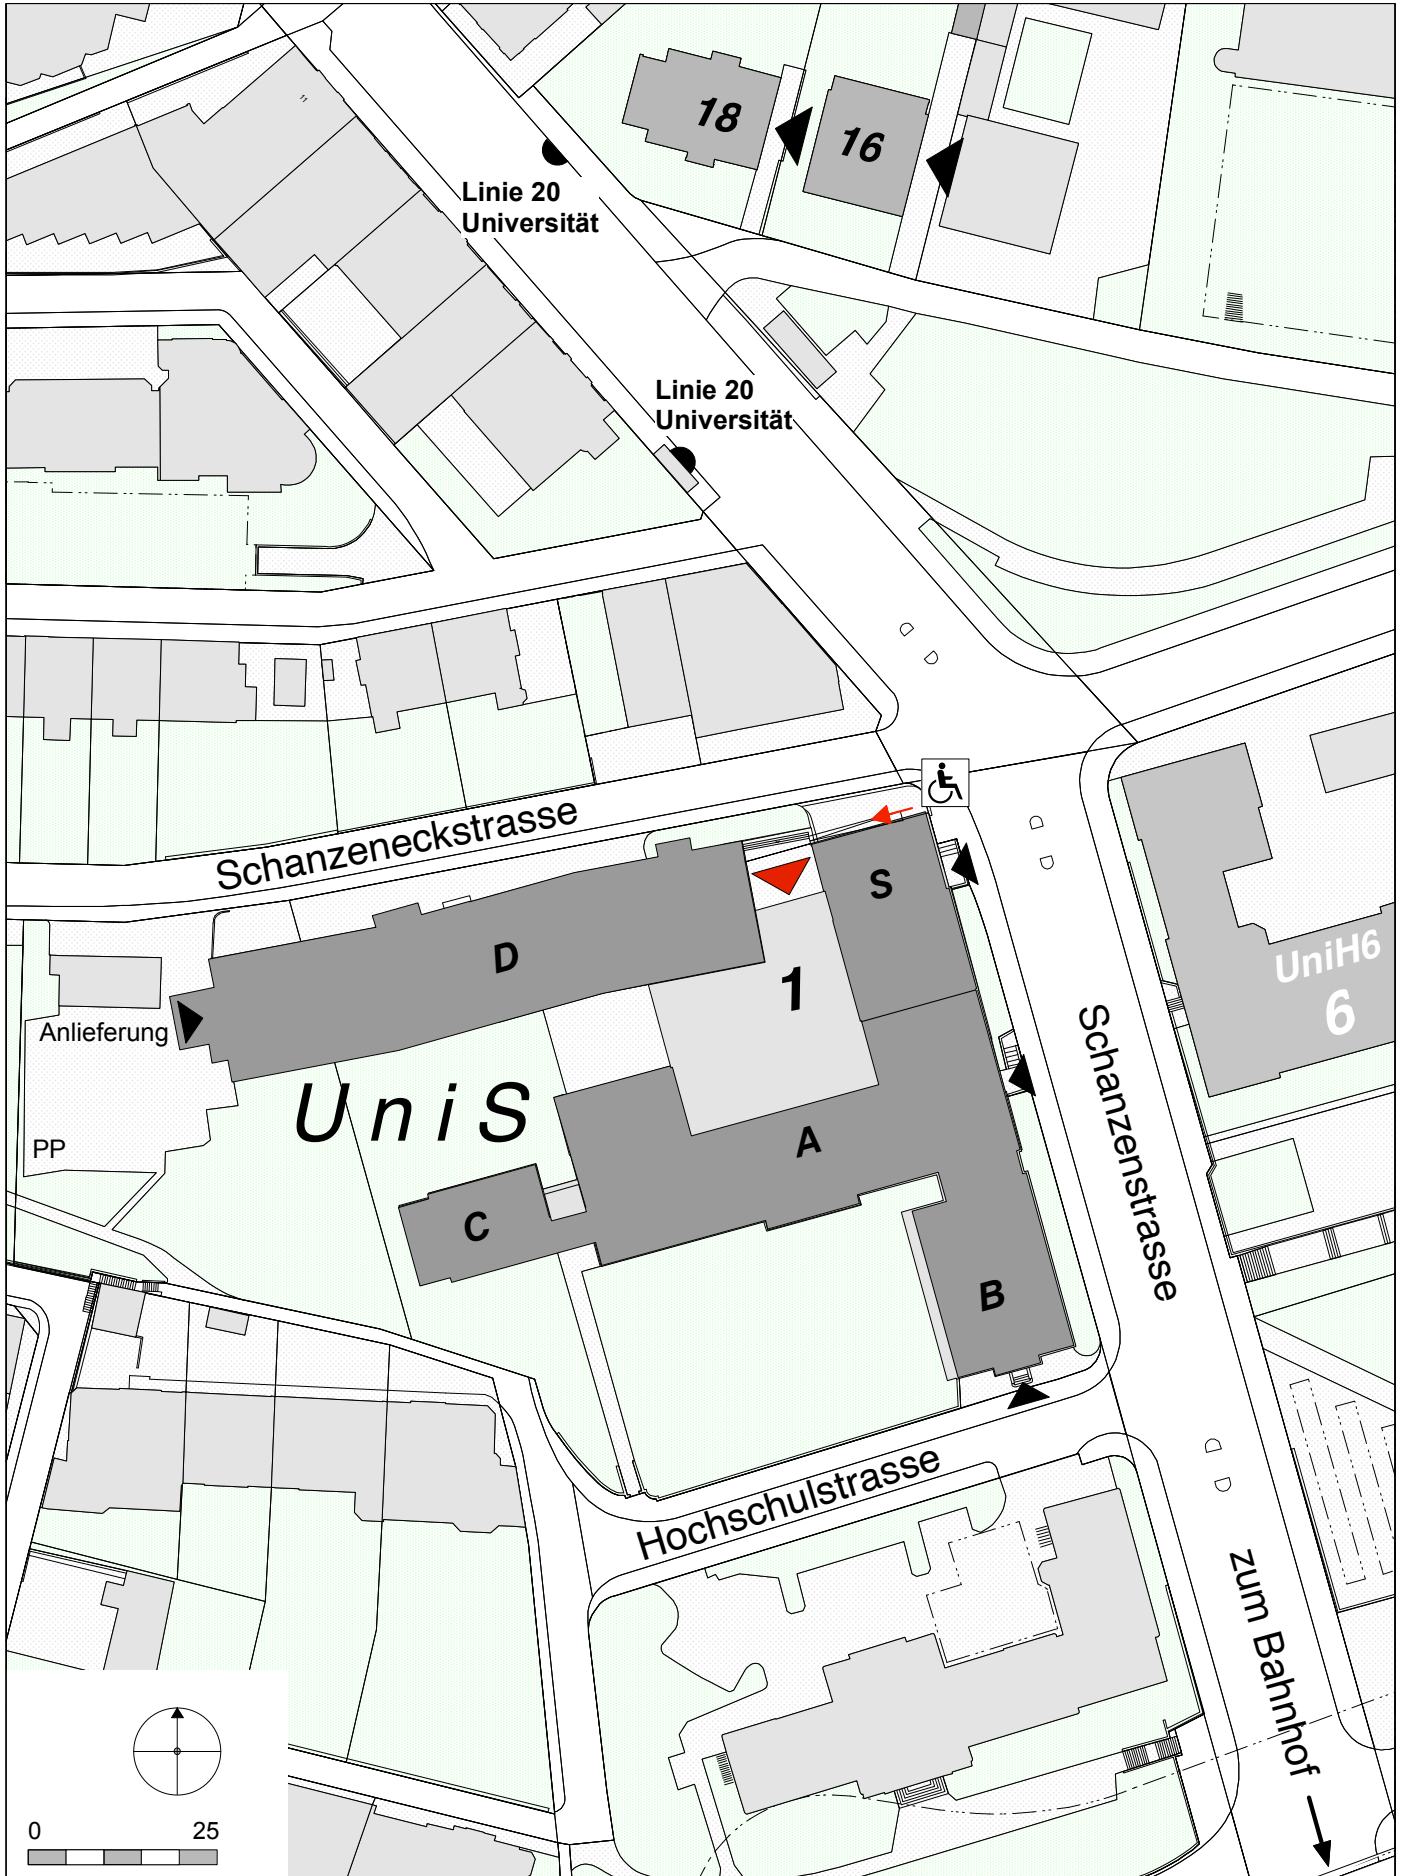 11
18
16
Linie 20
Universität
Linie 20
Universität
Schanzeneckstrasse
S
D
1
UniH6
6
Anlieferung
Schanzenstrasse
UniS
A
PP
C
B
Hochschulstrasse
zum Bahnhof
0 25